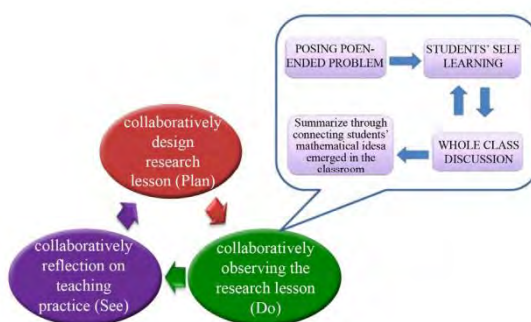 POSING POEN-
ENDED PROBLEM
STUDENTS' SELF
LEARNING
Summarize through
connecting students'
mathematical idesa
emerged in the
classroom
WHOLE CLASS
DISCUSSION
collaboratively
design
research
lesson (Plan)
collaboratively
reflection on
teaching
practice (See)
collaboratively
observing the
research lesson
(Do)